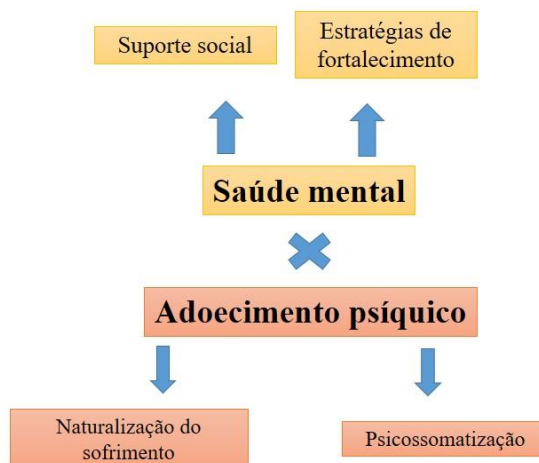 Suporte social
Estratégias de
fortalecimento
Saúde mental
Adoecimento psíquico
Naturalização do
sofrimento
Psicossomatização